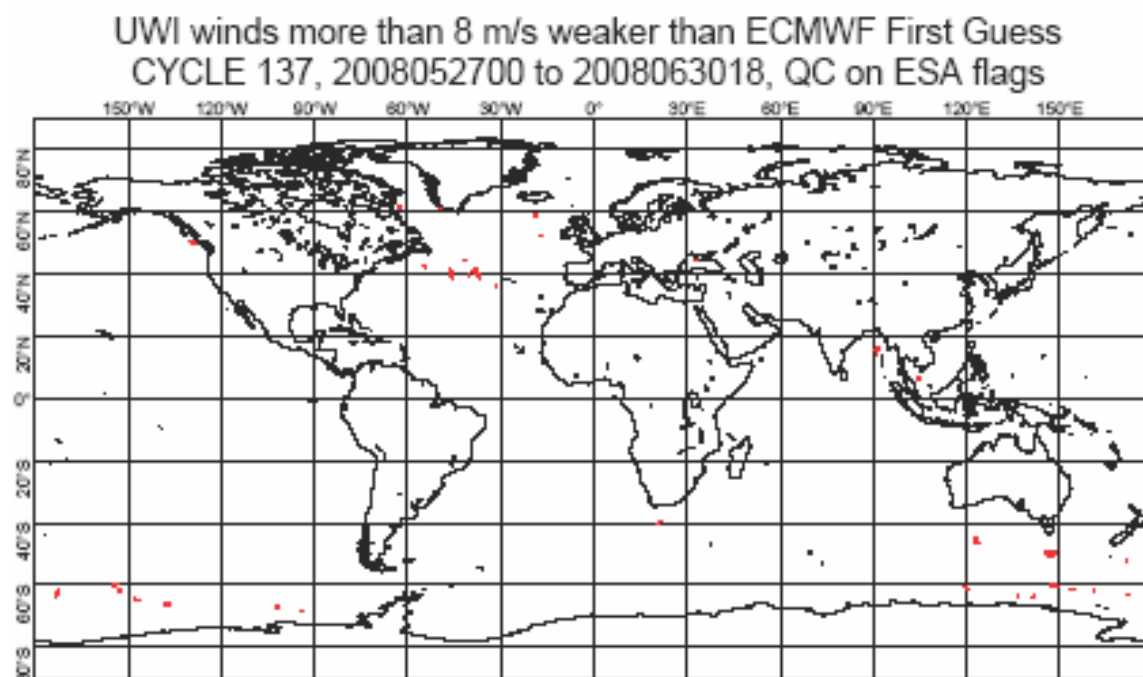 UWI winds more than 8 m/s weaker than ECMWF First Guess
CYCLE 137, 2008052700 to 2008063018, QC on ESA flags
150°W 120°W 90°W 60°W 30°W 0° 30°E 60°E 90°E 120°E 150°E
80°N
60°N
40°N
20°N
0°
20°S
40°S
60°S